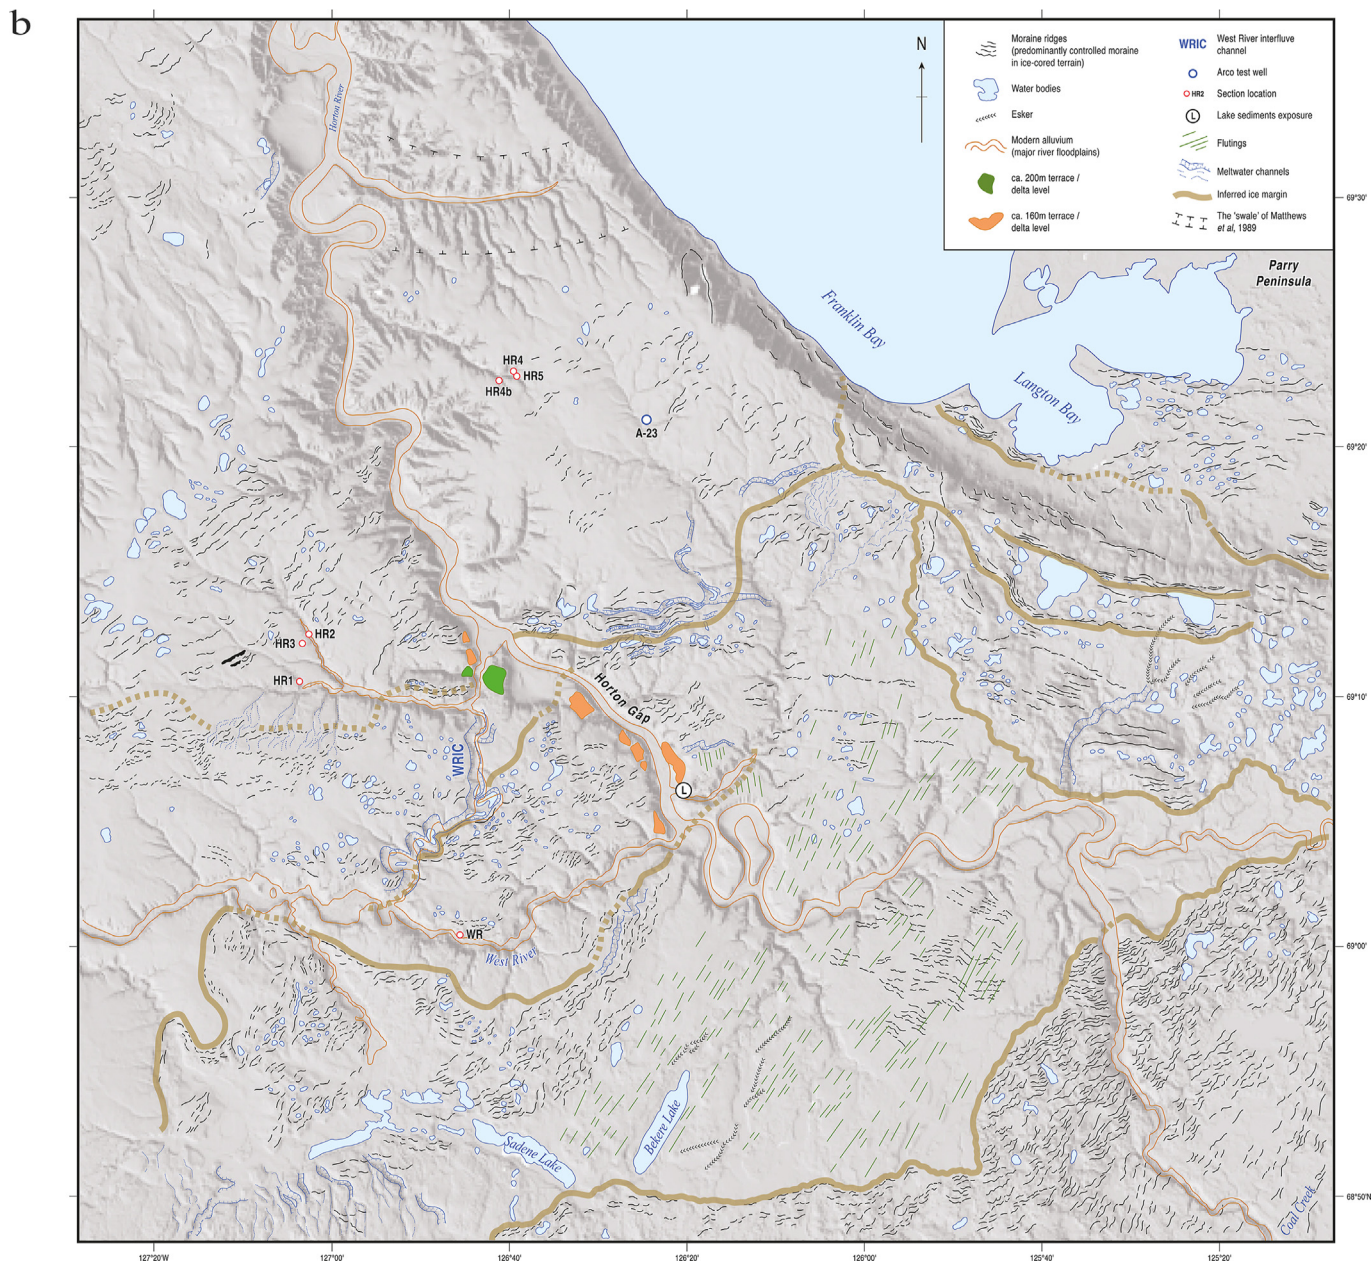 b
N
Moraine ridges
(predominantly controlled moraine
in ice-cored terrain)
Water bodies
Esker
Modern alluvium
(major river floodplains)
ca. 200m terrace /
delta level
ca. 160m terrace /
delta level
WRIC
West River interfluve
channel
Arco test well
HR2
Section location
L
Lake sediments exposure
Flutings
Meltwater channels
Inferred ice margin
The 'swale' of Matthews
et al, 1989
Horton River
Parry
Peninsula
Franklin Bay
Langton Bay
HR4
HR5
HR4b
A-23
HR2
HR3
HR1
Horton Gap
WRIC
L
WR
West River
Bekere Lake
Sadene Lake
Coal Creek
69°30'
69°20'
69°10'
69°00'
68°50'N
127°20'W
127°00'
126°40'
126°20'
126°00'
125°40'
125°20'